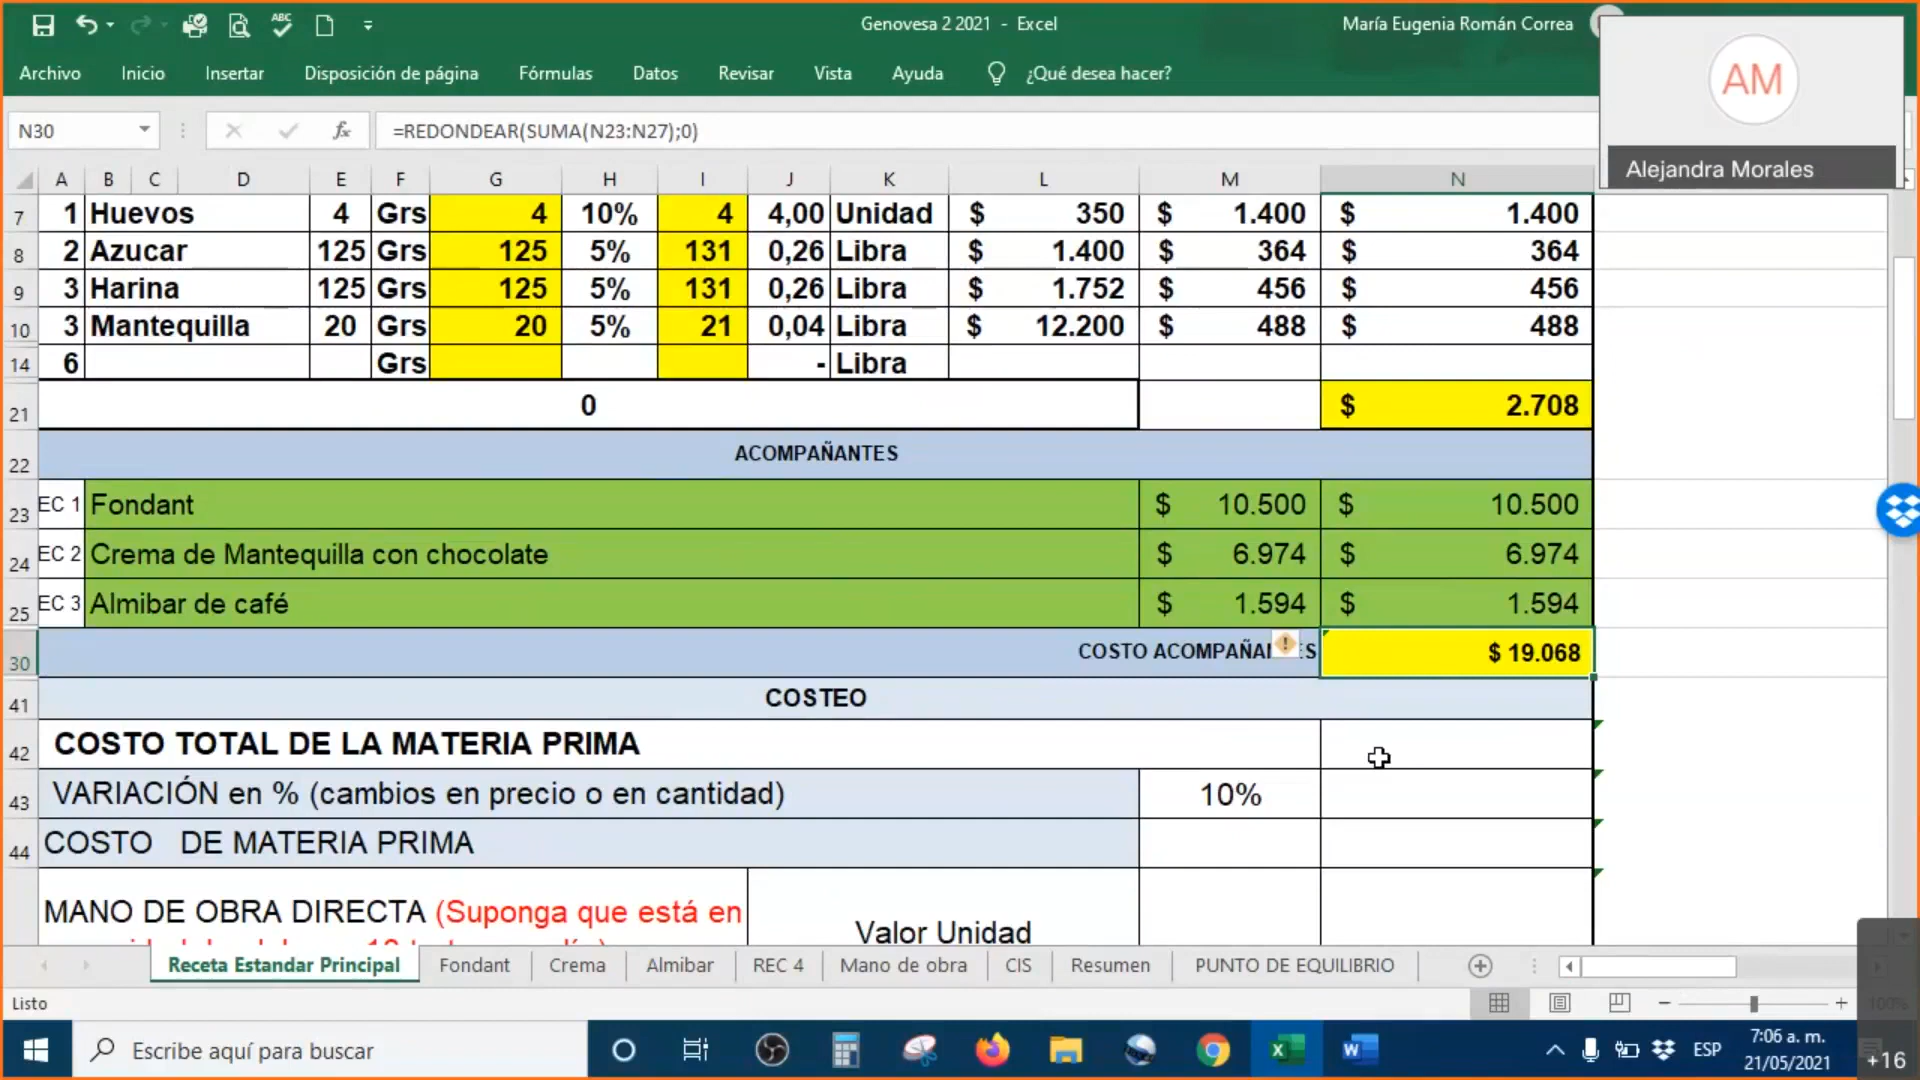 Genovesa 2 2021 - Excel
María Eugenia Román Correa
AM
Alejandra Morales
Archivo Inicio Insertar Disposición de página Fórmulas Datos Revisar Vista Ayuda ¿Qué desea hacer?
N30 fx =REDONDEAR(SUMA(N23:N27);0)
A B C D E F G H I J K L M N
7 1 Huevos 4 Grs 4 10% 4 4,00 Unidad $ 350 $ 1.400 $ 1.400
8 2 Azucar 125 Grs 125 5% 131 0,26 Libra $ 1.400 $ 364 $ 364
9 3 Harina 125 Grs 125 5% 131 0,26 Libra $ 1.752 $ 456 $ 456
10 3 Mantequilla 20 Grs 20 5% 21 0,04 Libra $ 12.200 $ 488 $ 488
14 6 Grs - Libra
21 0 $ 2.708
22 ACOMPAÑANTES
23 EC 1 Fondant $ 10.500 $ 10.500
24 EC 2 Crema de Mantequilla con chocolate $ 6.974 $ 6.974
25 EC 3 Almibar de café $ 1.594 $ 1.594
30 COSTO $ 19.068
41 COSTEO
42 COSTO TOTAL DE LA MATERIA PRIMA
43 VARIACIÓN en % (cambios en precio o en cantidad) 10%
44 COSTO DE MATERIA PRIMA
MANO DE OBRA DIRECTA (Suponga que está en
Valor Unidad
Receta Estandar Principal Fondant Crema Almibar REC 4 Mano de obra CIS Resumen PUNTO DE EQUILIBRIO
Listo
Escribe aquí para buscar
ESP
7:06 a. m.
21/05/2021
+16